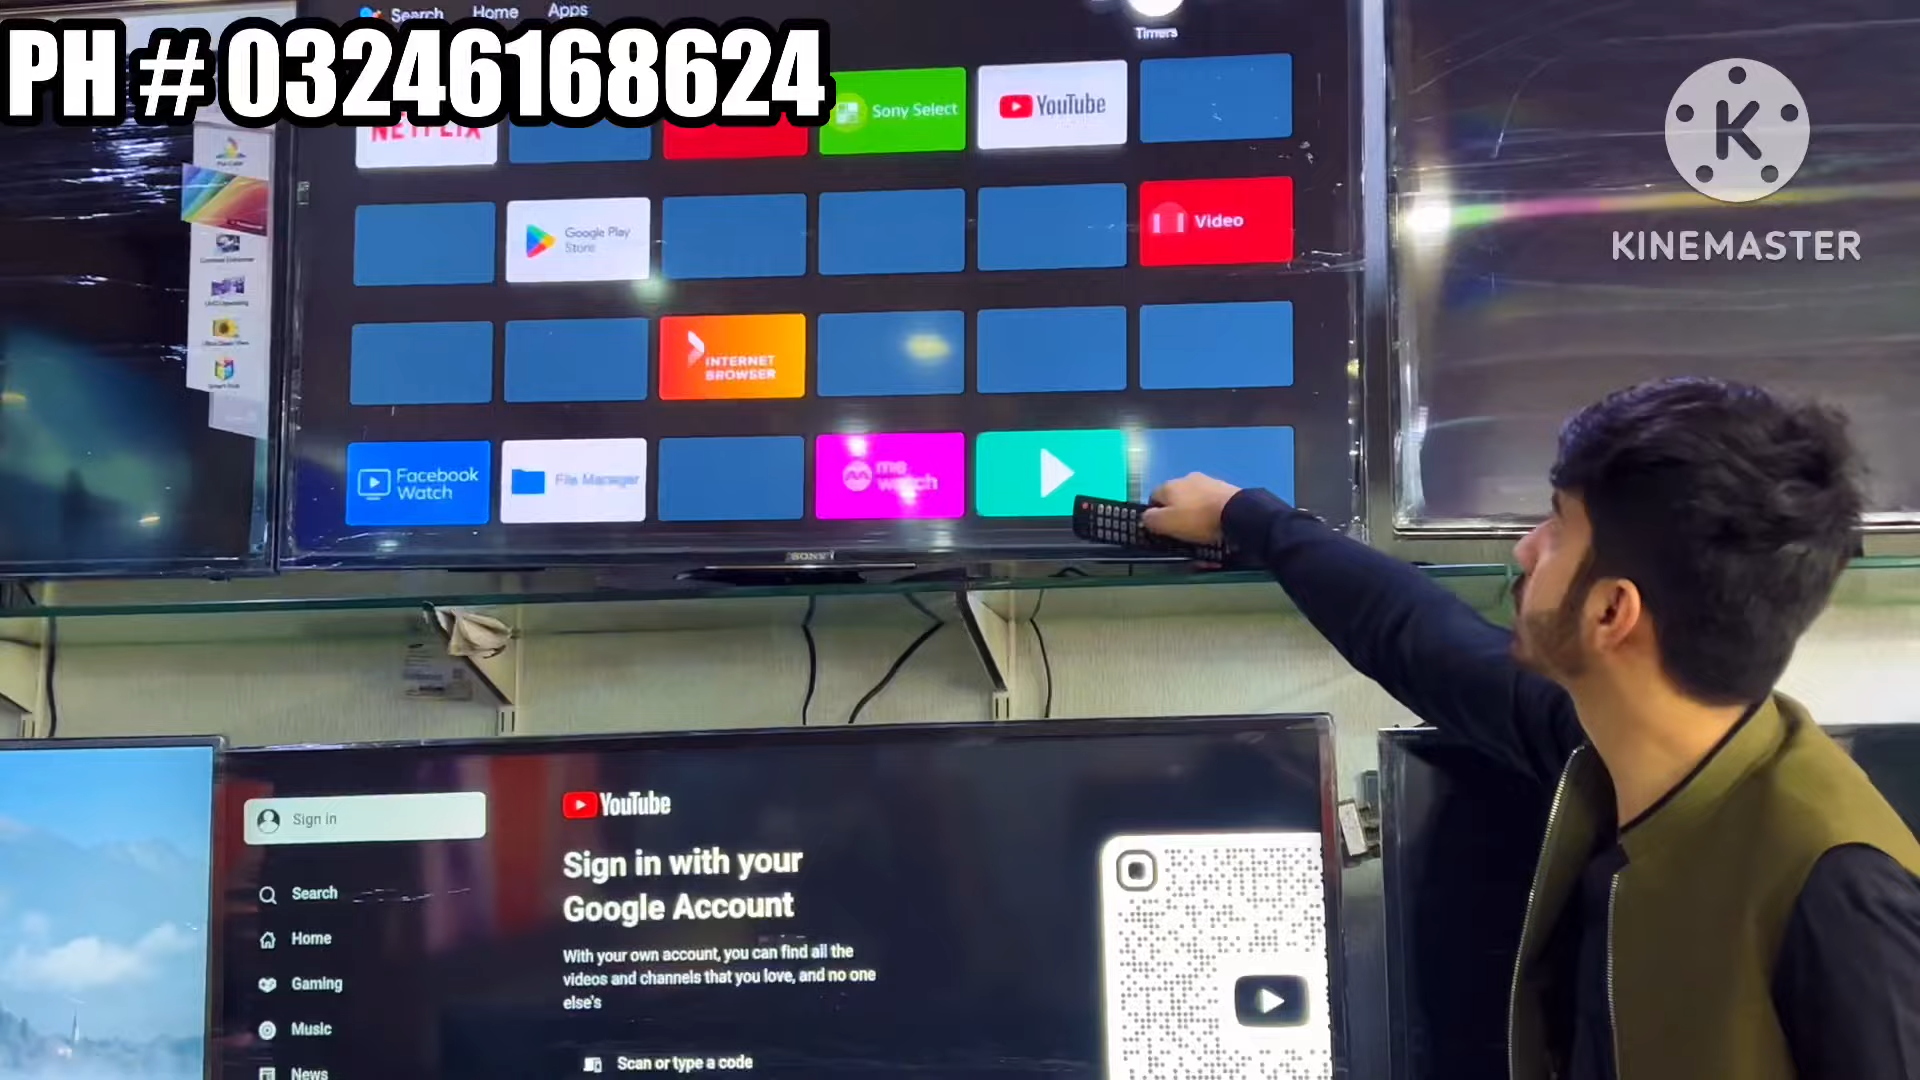 PH # 03246168624
Search Home Apps
Timers
NETFLIX
Sony Select
YouTube
Google Play
Store
Video
INTERNET
BROWSER
Facebook
Watch
File Manager
me
watch
SONY
KINEMASTER
Sign in
Search
Home
Gaming
Music
News
YouTube
Sign in with your
Google Account
With your own account, you can find all the
videos and channels that you love, and no one
else's
Scan or type a code